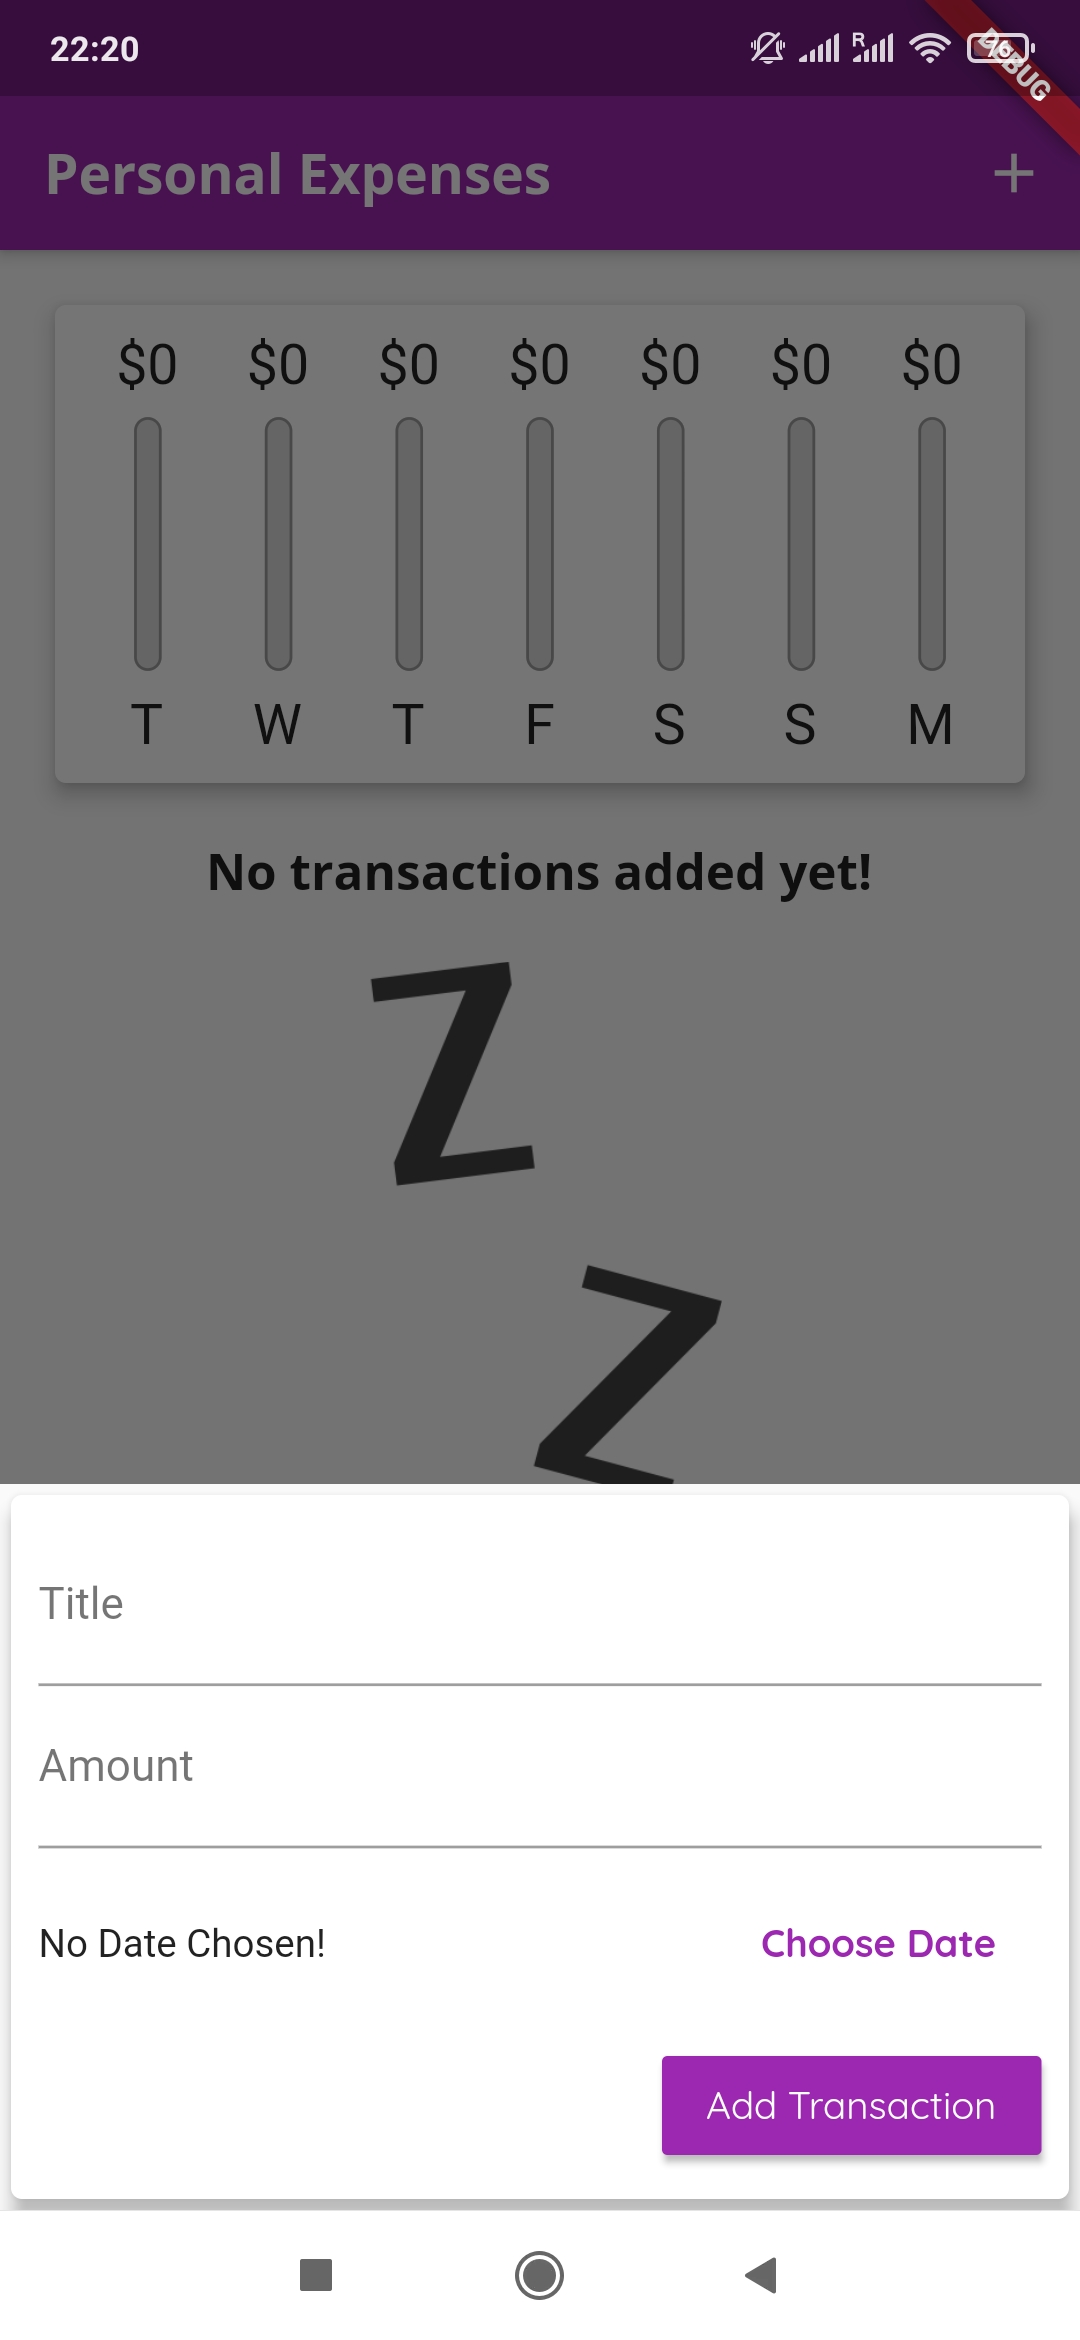 22:20 R 76 DEBUG
Personal Expenses +
$0 $0 $0 $0 $0 $0 $0
T W T F S S M
No transactions added yet!
Z
Z
Title
Amount
No Date Chosen! Choose Date
Add Transaction